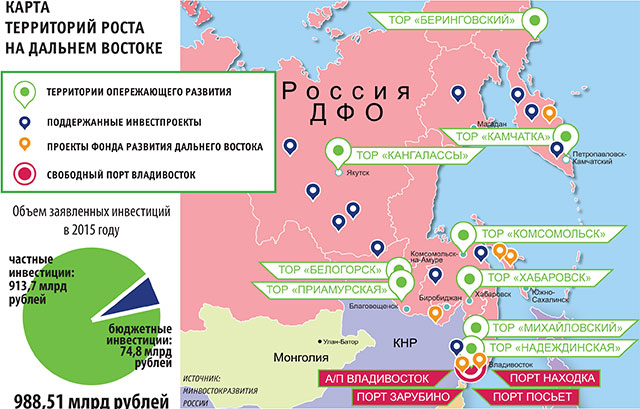 КАРТА
ТЕРРИТОРИЙ РОСТА
НА ДАЛЬНЕМ ВОСТОКЕ
ТЕРРИТОРИИ ОПЕРЕЖАЮЩЕГО РАЗВИТИЯ
ПОДДЕРЖАННЫЕ ИНВЕСТПРОЕКТЫ
ПРОЕКТЫ ФОНДА РАЗВИТИЯ ДАЛЬНЕГО ВОСТОКА
СВОБОДНЫЙ ПОРТ ВЛАДИВОСТОК
Объем заявленных инвестиций
в 2015 году
частные
инвестиции:
913,7 млрд
рублей
бюджетные
инвестиции:
74,8 млрд
рублей
988,51 млрд рублей
ИСТОЧНИК:
МИНВОСТОКРАЗВИТИЯ
РОССИИ
Россия
ДФО
ТОР «БЕРИНГОВСКИЙ»
Магадан
ТОР «КАМЧАТКА»
Петропавловск-
Камчатский
ТОР «КАНГАЛАССЫ»
Якутск
ТОР «КОМСОМОЛЬСК»
Комсомольск-
на-Амуре
ТОР «БЕЛОГОРСК»
ТОР «ПРИАМУРСКАЯ»
ТОР «ХАБАРОВСК»
Благовощенск
Биробиджан
Хабаровск
Южно-
Сахалинск
ТОР «МИХАЙЛОВСКИЙ»
ТОР «НАДЕЖДИНСКАЯ»
Улан-Батор
Монголия
КНР
Владивосток
А/П ВЛАДИВОСТОК
ПОРТ НАХОДКА
ПОРТ ЗАРУБИНО
ПОРТ ПОСЬЕТ